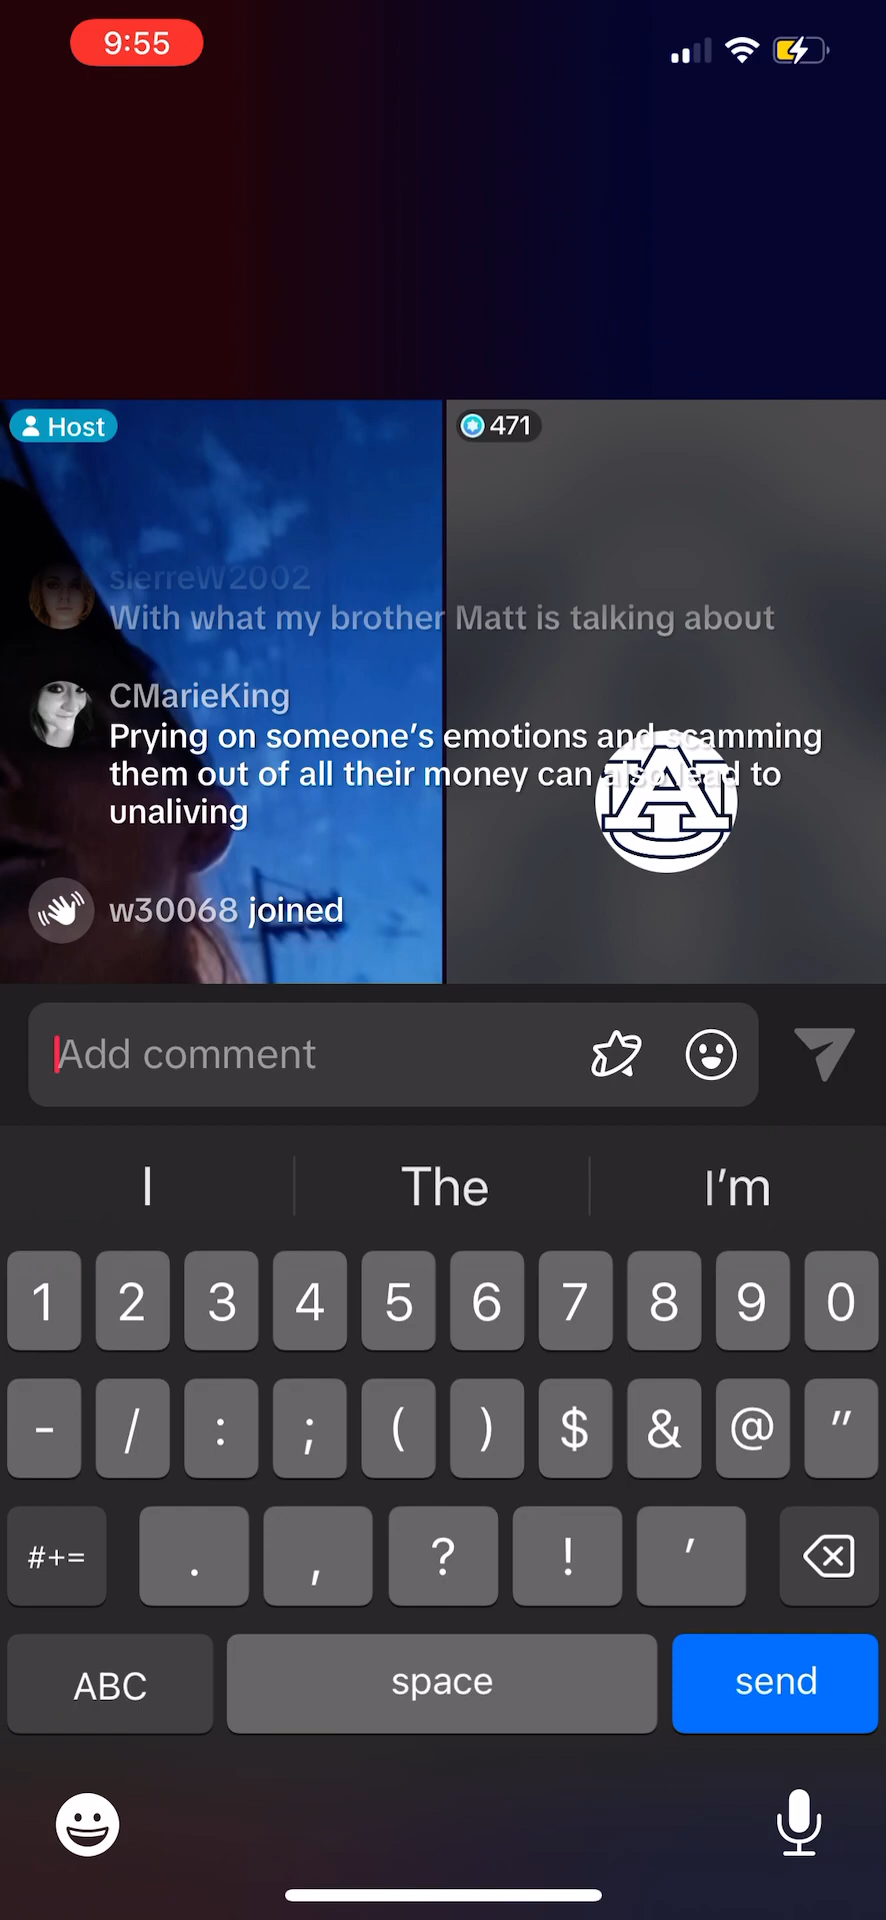 9:55
Host
471
sierreW2002
With what my brother Matt is talking about
CMarieKing
Prying on someone’s emotions and scamming
them out of all their money can also lead to
unaliving
w30068 joined
Add comment
I The I’m
1 2 3 4 5 6 7 8 9 0
- / : ; ( ) $ & @ "
#+= . , ? ! ’
ABC space send